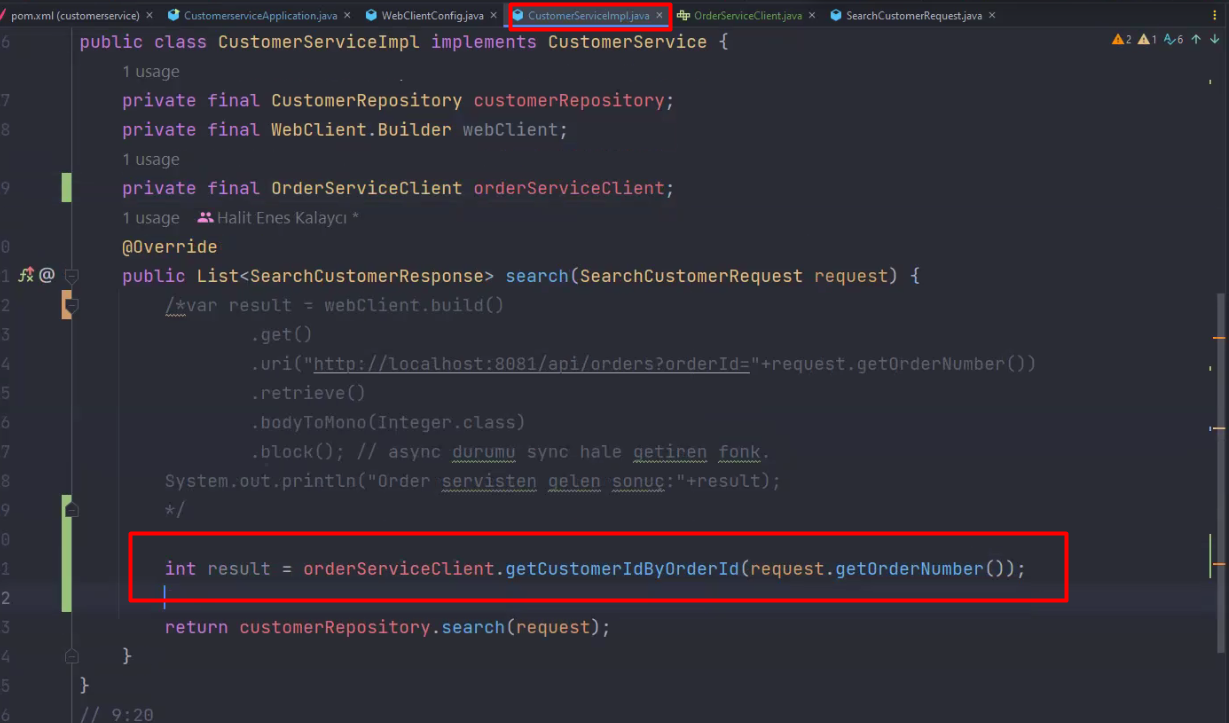 pom.xml (customerservice) × CustomerserviceApplication.java × WebClientConfig.java × CustomerServiceImpl.java × OrderServiceClient.java × SearchCustomerRequest.java ×
6 public class CustomerServiceImpl implements CustomerService { 2 1 6
1 usage
7 private final CustomerRepository customerRepository;
8 private final WebClient.Builder webClient;
1 usage
9 private final OrderServiceClient orderServiceClient;
1 usage Halit Enes Kalaycı *
0 @Override
1 @ public List<SearchCustomerResponse> search(SearchCustomerRequest request) {
2 /*var result = webClient.build()
3 .get()
4 .uri("http://localhost:8081/api/orders?orderId="+request.getOrderNumber())
5 .retrieve()
6 .bodyToMono(Integer.class)
7 .block(); // async durumu sync hale getiren fonk.
8 System.out.println("Order servisten gelen sonuç:"+result);
9 */
0
1 int result = orderServiceClient.getCustomerIdByOrderId(request.getOrderNumber());
2
3 return customerRepository.search(request);
4 }
5 }
6 // 9:20